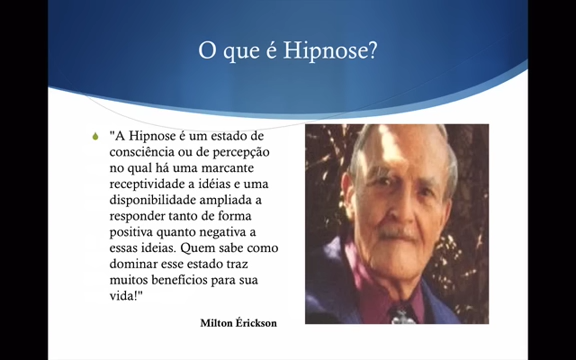 O que é Hipnose?
"A Hipnose é um estado de
consciência ou de percepção
no qual há uma marcante
receptividade a idéias e uma
disponibilidade ampliada a
responder tanto de forma
positiva quanto negativa a
essas ideias. Quem sabe como
dominar esse estado traz
muitos benefícios para sua
vida!"
Milton Érickson